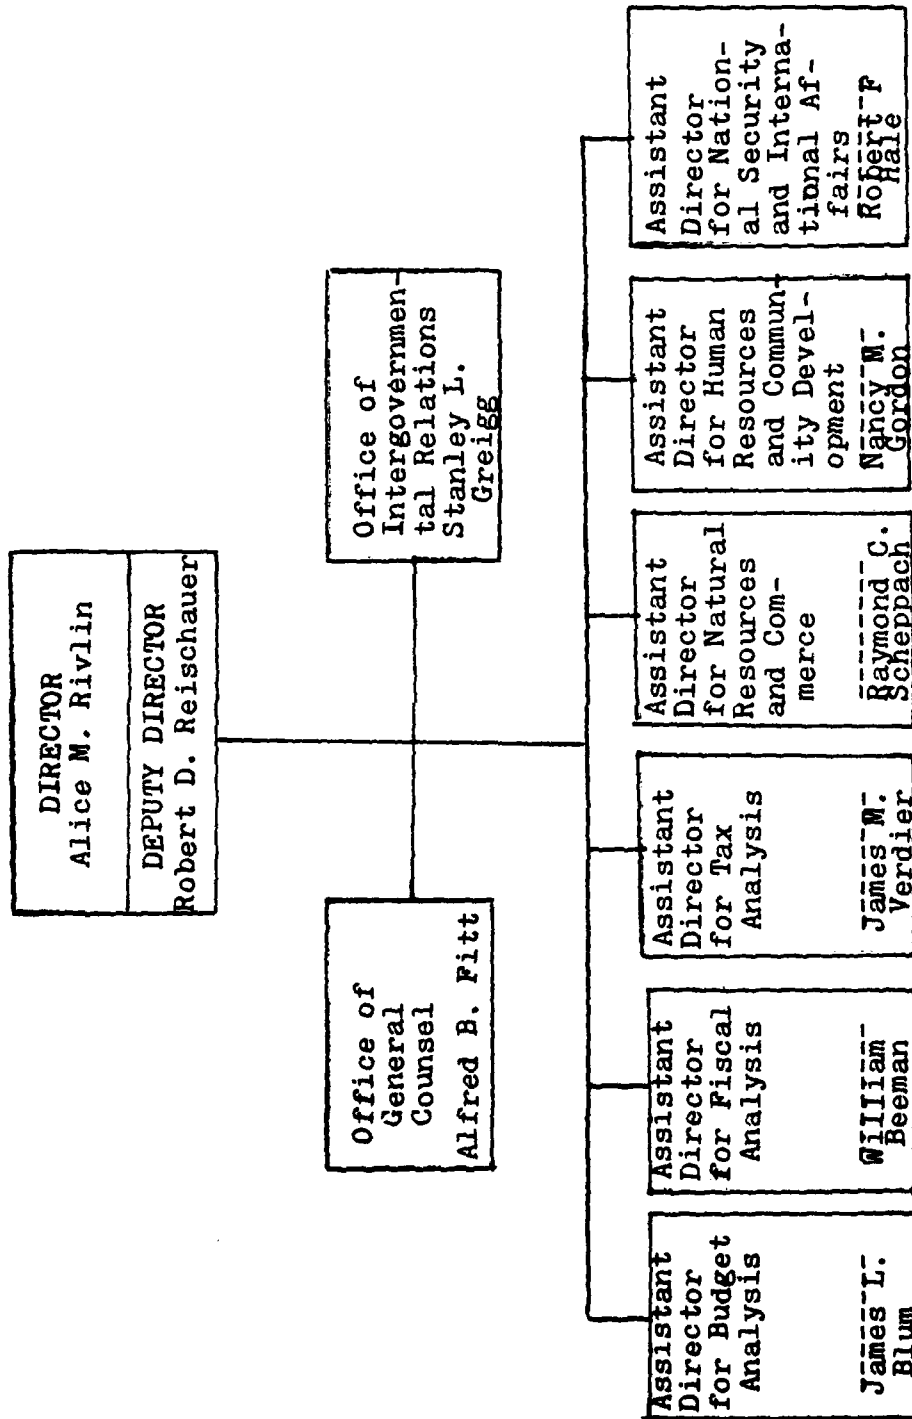 DIRECTOR
Alice M. Rivlin
DEPUTY DIRECTOR
Robert D. Reischauer
Office of
General
Counsel
Alfred B. Fitt
Office of
Intergovernmen-
tal Relations
Stanley L.
Greigg
Assistant
Director
for Budget
Analysis
James L.
Blum
Assistant
Director
for Fiscal
Analysis
William
Beeman
Assistant
Director
for Tax
Analysis
James M.
Verdier
Assistant
Director
for Natural
Resources
and Com-
merce
Raymond C.
Scheppach
Assistant
Director
for Human
Resources
and Commun-
ity Devel-
opment
Nancy M.
Gordon
Assistant
Director
for Nation-
al Security
and Interna-
tional Af-
fairs
Robert F
Hale